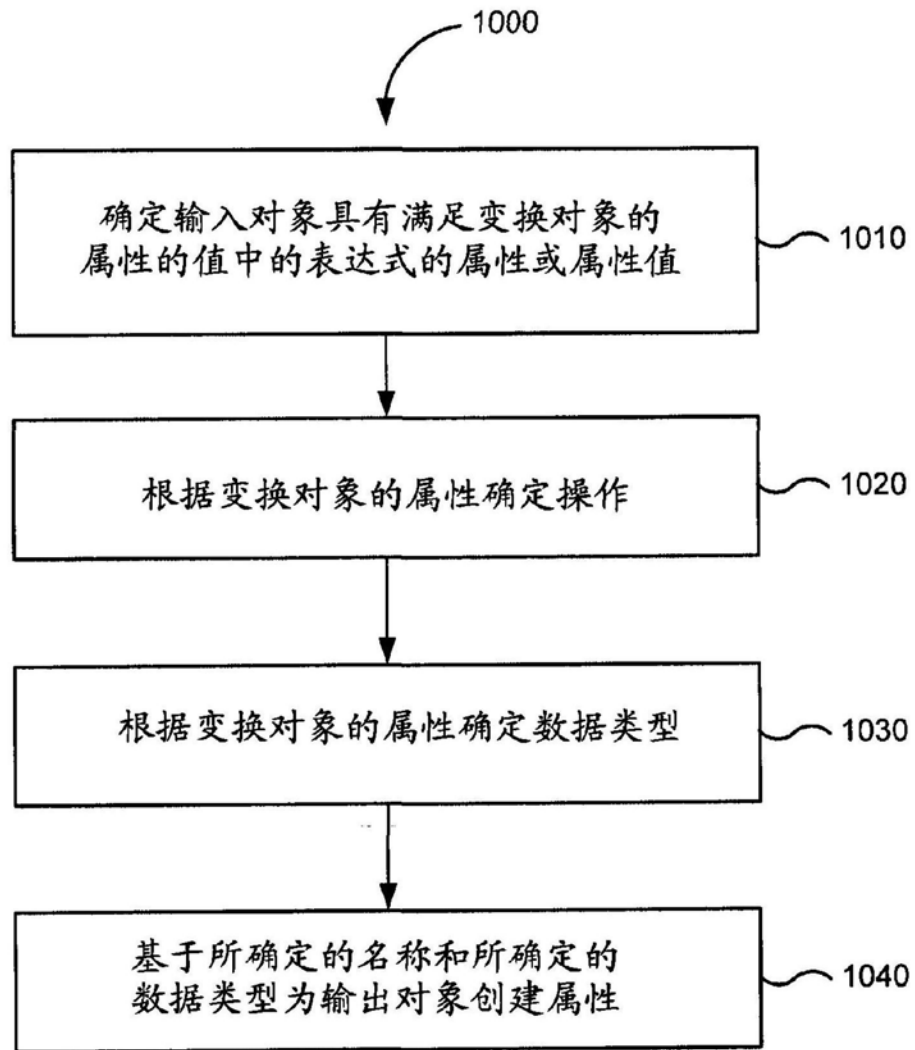 1000
确定输入对象具有满足变换对象的
属性的值中的表达式的属性或属性值
1010
根据变换对象的属性确定操作
1020
根据变换对象的属性确定数据类型
1030
基于所确定的名称和所确定的
数据类型为输出对象创建属性
1040